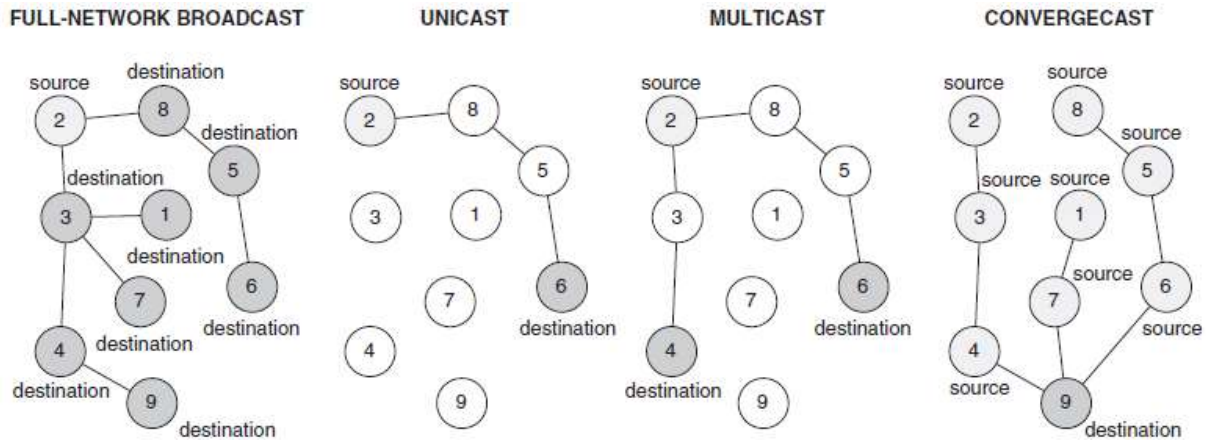 FULL-NETWORK BROADCAST
source
destination
2
8
destination
5
destination
3
1
destination
6
7
destination
destination
4
destination
9
destination
UNICAST
source
2
8
5
3
1
6
7
destination
4
9
MULTICAST
source
2
8
5
3
1
6
7
destination
4
destination
9
CONVERGECAST
source
source
2
8
source
5
source
source
3
1
source
6
7
source
4
source
9
destination